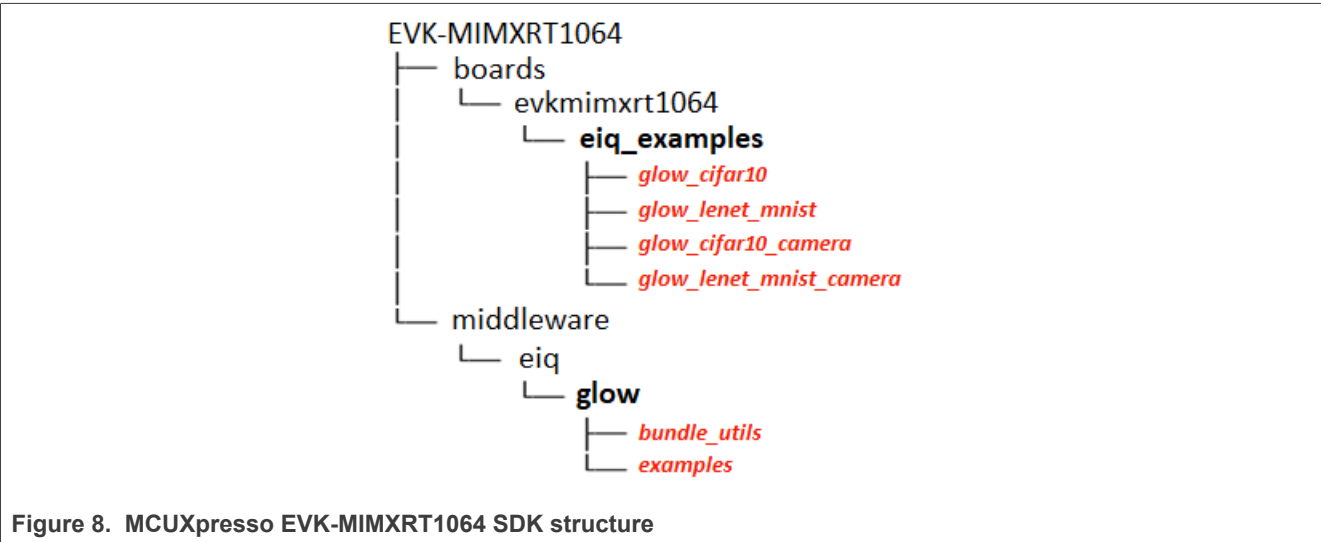 EVK-MIMXRT1064
boards
evkmimxrt1064
eiq_examples
glow_cifar10
glow_lenet_mnist
glow_cifar10_camera
glow_lenet_mnist_camera
middleware
eiq
glow
bundle_utils
examples
Figure 8. MCUXpresso EVK-MIMXRT1064 SDK structure